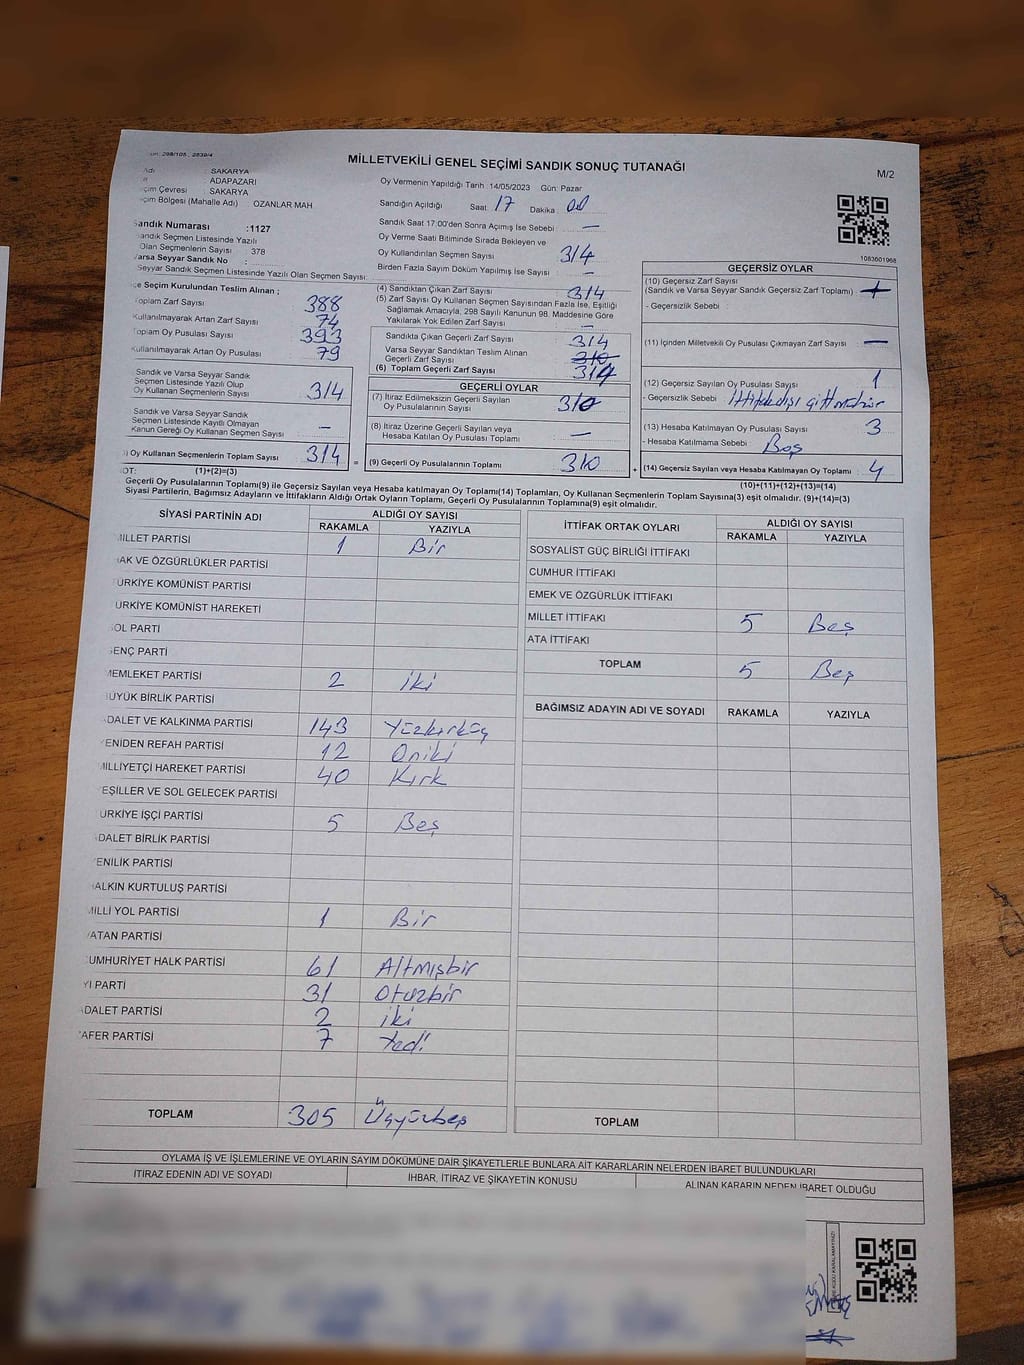 MİLLETVEKİLİ GENEL SEÇİMİ SANDIK SONUÇ TUTANAĞI
M/2
: SAKARYA
: ADAPAZARI
: SAKARYA
OZANLAR MAH
Oy Vermenin Yapıldığı Tarih :14/05/2023 Gün: Pazar
Sandığın Açıldığı Saat 17 Dakika 00
Sandık Saat 17:00'den Sonra Açılmış İse Sebebi : —
Oy Verme Saati Bitiminde Sırada Bekleyen ve
Oy Kullandırılan Seçmen Sayısı 314
Birden Fazla Sayım Döküm Yapılmış İse Sayısı : —
1083601968
Sandık Numarası :1127
Sandık Seçmen Listesinde Yazılı
Olan Seçmenlerin Sayısı : 378
Varsa Seyyar Sandık No :
Seyyar Sandık Seçmen Listesinde Yazılı Olan Seçmen Sayısı:
İlçe Seçim Kurulundan Teslim Alınan ;
Toplam Zarf Sayısı 388
Kullanılmayarak Artan Zarf Sayısı 74
Toplam Oy Pusulası Sayısı 393
Kullanılmayarak Artan Oy Pusulası 79
Sandık ve Varsa Seyyar Sandık
Seçmen Listesinde Yazılı Olup
Oy Kullanan Seçmenlerin Sayısı 314
Sandık ve Varsa Seyyar Sandık
Seçmen Listesinde Kayıtlı Olmayan
Kanun Gereği Oy Kullanan Seçmen Sayısı —
Oy Kullanan Seçmenlerin Toplam Sayısı 314
(1)+(2)=(3)
(4) Sandıktan Çıkan Zarf Sayısı 314
(5) Zarf Sayısı Oy Kullanan Seçmen Sayısından Fazla İse, Eşitliği
Sağlamak Amacıyla, 298 Sayılı Kanunun 98. Maddesine Göre
Yakılarak Yok Edilen Zarf Sayısı : —
Sandıkta Çıkan Geçerli Zarf Sayısı 314
Varsa Seyyar Sandıktan Teslim Alınan
Geçerli Zarf Sayısı 310
(6) Toplam Geçerli Zarf Sayısı 314
GEÇERLİ OYLAR
(7) İtiraz Edilmeksizin Geçerli Sayılan
Oy Pusulalarının Sayısı 310
(8) İtiraz Üzerine Geçerli Sayılan veya
Hesaba Katılan Oy Pusulası Toplamı —
= (9) Geçerli Oy Pusulalarının Toplamı 310
GEÇERSİZ OYLAR
(10) Geçersiz Zarf Sayısı
(Sandık ve Varsa Seyyar Sandık Geçersiz Zarf Toplamı)
- Geçersizlik Sebebi :
(11) İçinden Milletvekili Oy Pusulası Çıkmayan Zarf Sayısı —
(12) Geçersiz Sayılan Oy Pusulası Sayısı 1
- Geçersizlik Sebebi :
(13) Hesaba Katılmayan Oy Pusulası Sayısı 3
- Hesaba Katılmama Sebebi : Boş
+ (14) Geçersiz Sayılan veya Hesaba Katılmayan Oy Toplamı 4
(10)+(11)+(12)+(13)=(14)
Geçerli Oy Pusulalarının Toplamı(9) ile Geçersiz Sayılan veya Hesaba katılmayan Oy Toplamı(14) Toplamları, Oy Kullanan Seçmenlerin Toplam Sayısına(3) eşit olmalıdır. (9)+(14)=(3)
Siyasi Partilerin, Bağımsız Adayların ve İttifakların Aldığı Ortak Oyların Toplamı, Geçerli Oy Pusulalarının Toplamına(9) eşit olmalıdır.
SİYASİ PARTİNİN ADI ALDIĞI OY SAYISI
RAKAMLA YAZIYLA
MİLLET PARTİSİ 1 Bir
HAK VE ÖZGÜRLÜKLER PARTİSİ
TÜRKİYE KOMÜNİST PARTİSİ
TÜRKİYE KOMÜNİST HAREKETİ
SOL PARTİ
GENÇ PARTİ
MEMLEKET PARTİSİ 2 iki
BÜYÜK BİRLİK PARTİSİ
ADALET VE KALKINMA PARTİSİ 143 Yüzkırküç
YENİDEN REFAH PARTİSİ 12 Oniki
MİLLİYETÇİ HAREKET PARTİSİ 40 Kırk
YEŞİLLER VE SOL GELECEK PARTİSİ
TÜRKİYE İŞÇİ PARTİSİ 5 Beş
ADALET BİRLİK PARTİSİ
YENİLİK PARTİSİ
HALKIN KURTULUŞ PARTİSİ
MİLLİ YOL PARTİSİ 1 Bir
VATAN PARTİSİ
CUMHURİYET HALK PARTİSİ 61 Altmışbir
İYİ PARTİ 31 Otuzbir
ADALET PARTİSİ 2 iki
ZAFER PARTİSİ 7 Yedi
TOPLAM 305 Üçyüzbeş
İTTİFAK ORTAK OYLARI ALDIĞI OY SAYISI
RAKAMLA YAZIYLA
SOSYALİST GÜÇ BİRLİĞİ İTTİFAKI
CUMHUR İTTİFAKI
EMEK VE ÖZGÜRLÜK İTTİFAKI
MİLLET İTTİFAKI 5 Beş
ATA İTTİFAKI
TOPLAM 5 Beş
BAĞIMSIZ ADAYIN ADI VE SOYADI RAKAMLA YAZIYLA
TOPLAM
OYLAMA İŞ VE İŞLEMLERİNE VE OYLARIN SAYIM DÖKÜMÜNE DAİR ŞİKAYETLERLE BUNLARA AİT KARARLARIN NELERDEN İBARET BULUNDUKLARI
İTİRAZ EDENİN ADI VE SOYADI İHBAR, İTİRAZ VE ŞİKAYETİN KONUSU ALINAN KARARIN NEDEN İBARET OLDUĞU